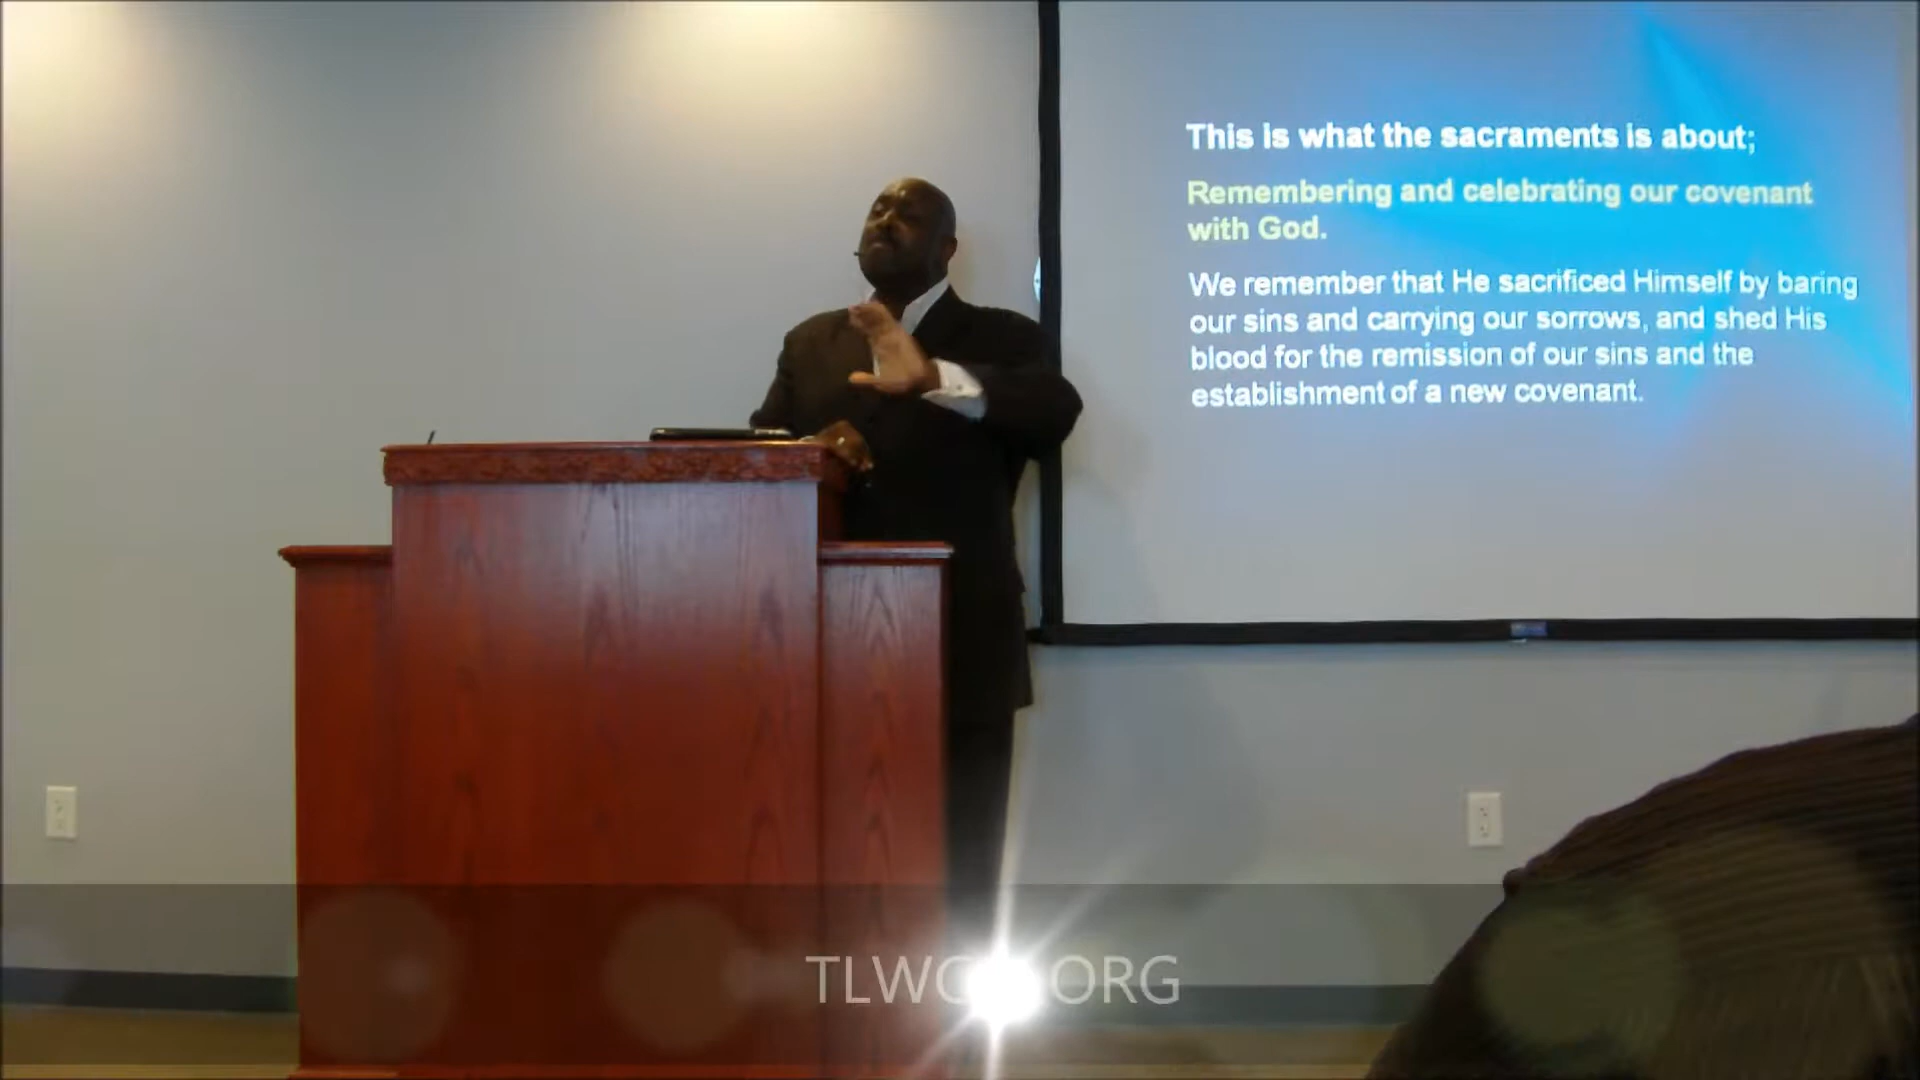 This is what the sacraments is about;
Remembering and celebrating our covenant
with God.
We remember that He sacrificed Himself by baring
our sins and carrying our sorrows, and shed His
blood for the remission of our sins and the
establishment of a new covenant.